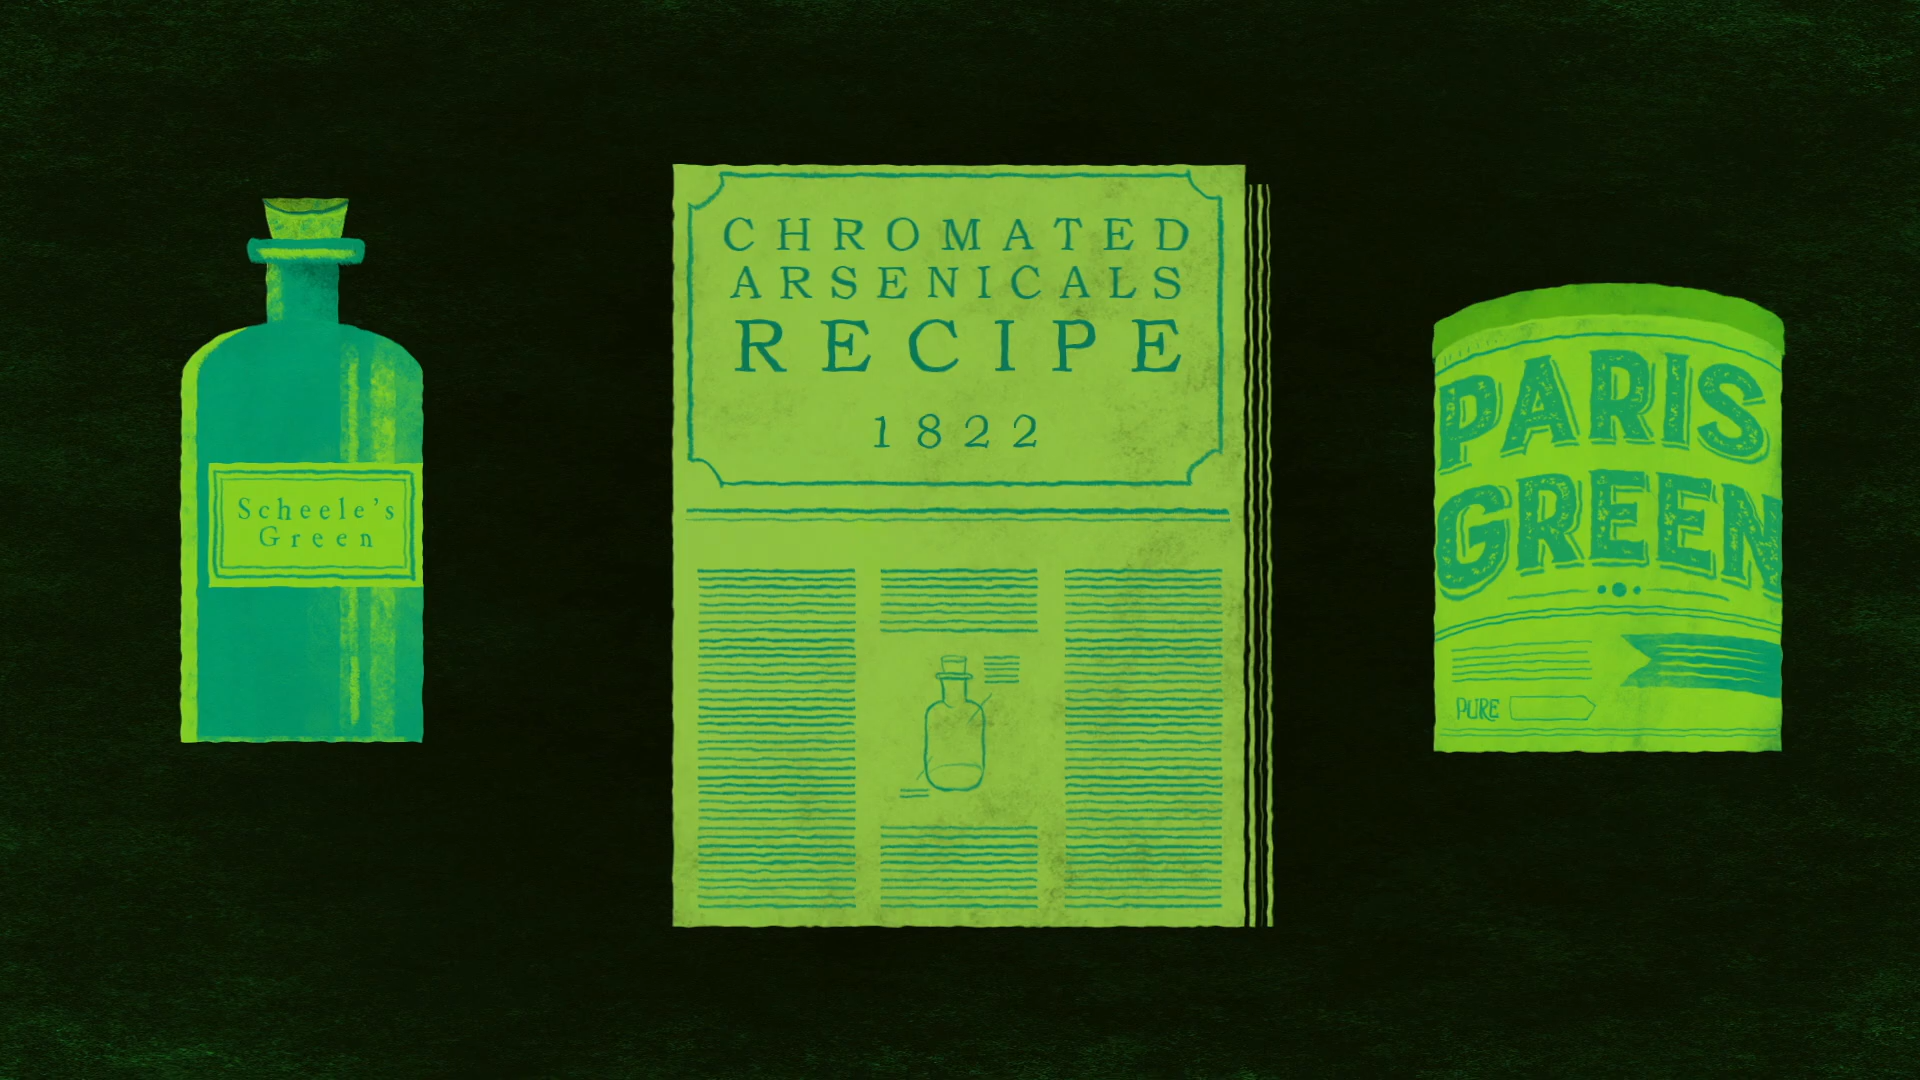 Scheele's
Green
CHROMATED
ARSENICALS
RECIPE
1822
PARIS
GREEN
PURE